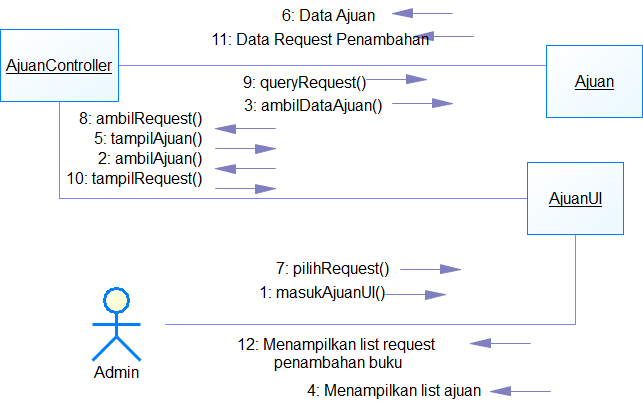 6: Data Ajuan
11: Data Request Penambahan
AjuanController
Ajuan
9: queryRequest()
3: ambilDataAjuan()
8: ambilRequest()
5: tampilAjuan()
2: ambilAjuan()
10: tampilRequest()
AjuanUI
7: pilihRequest()
1: masukAjuanUI()
12: Menampilkan list request
penambahan buku
Admin
4: Menampilkan list ajuan